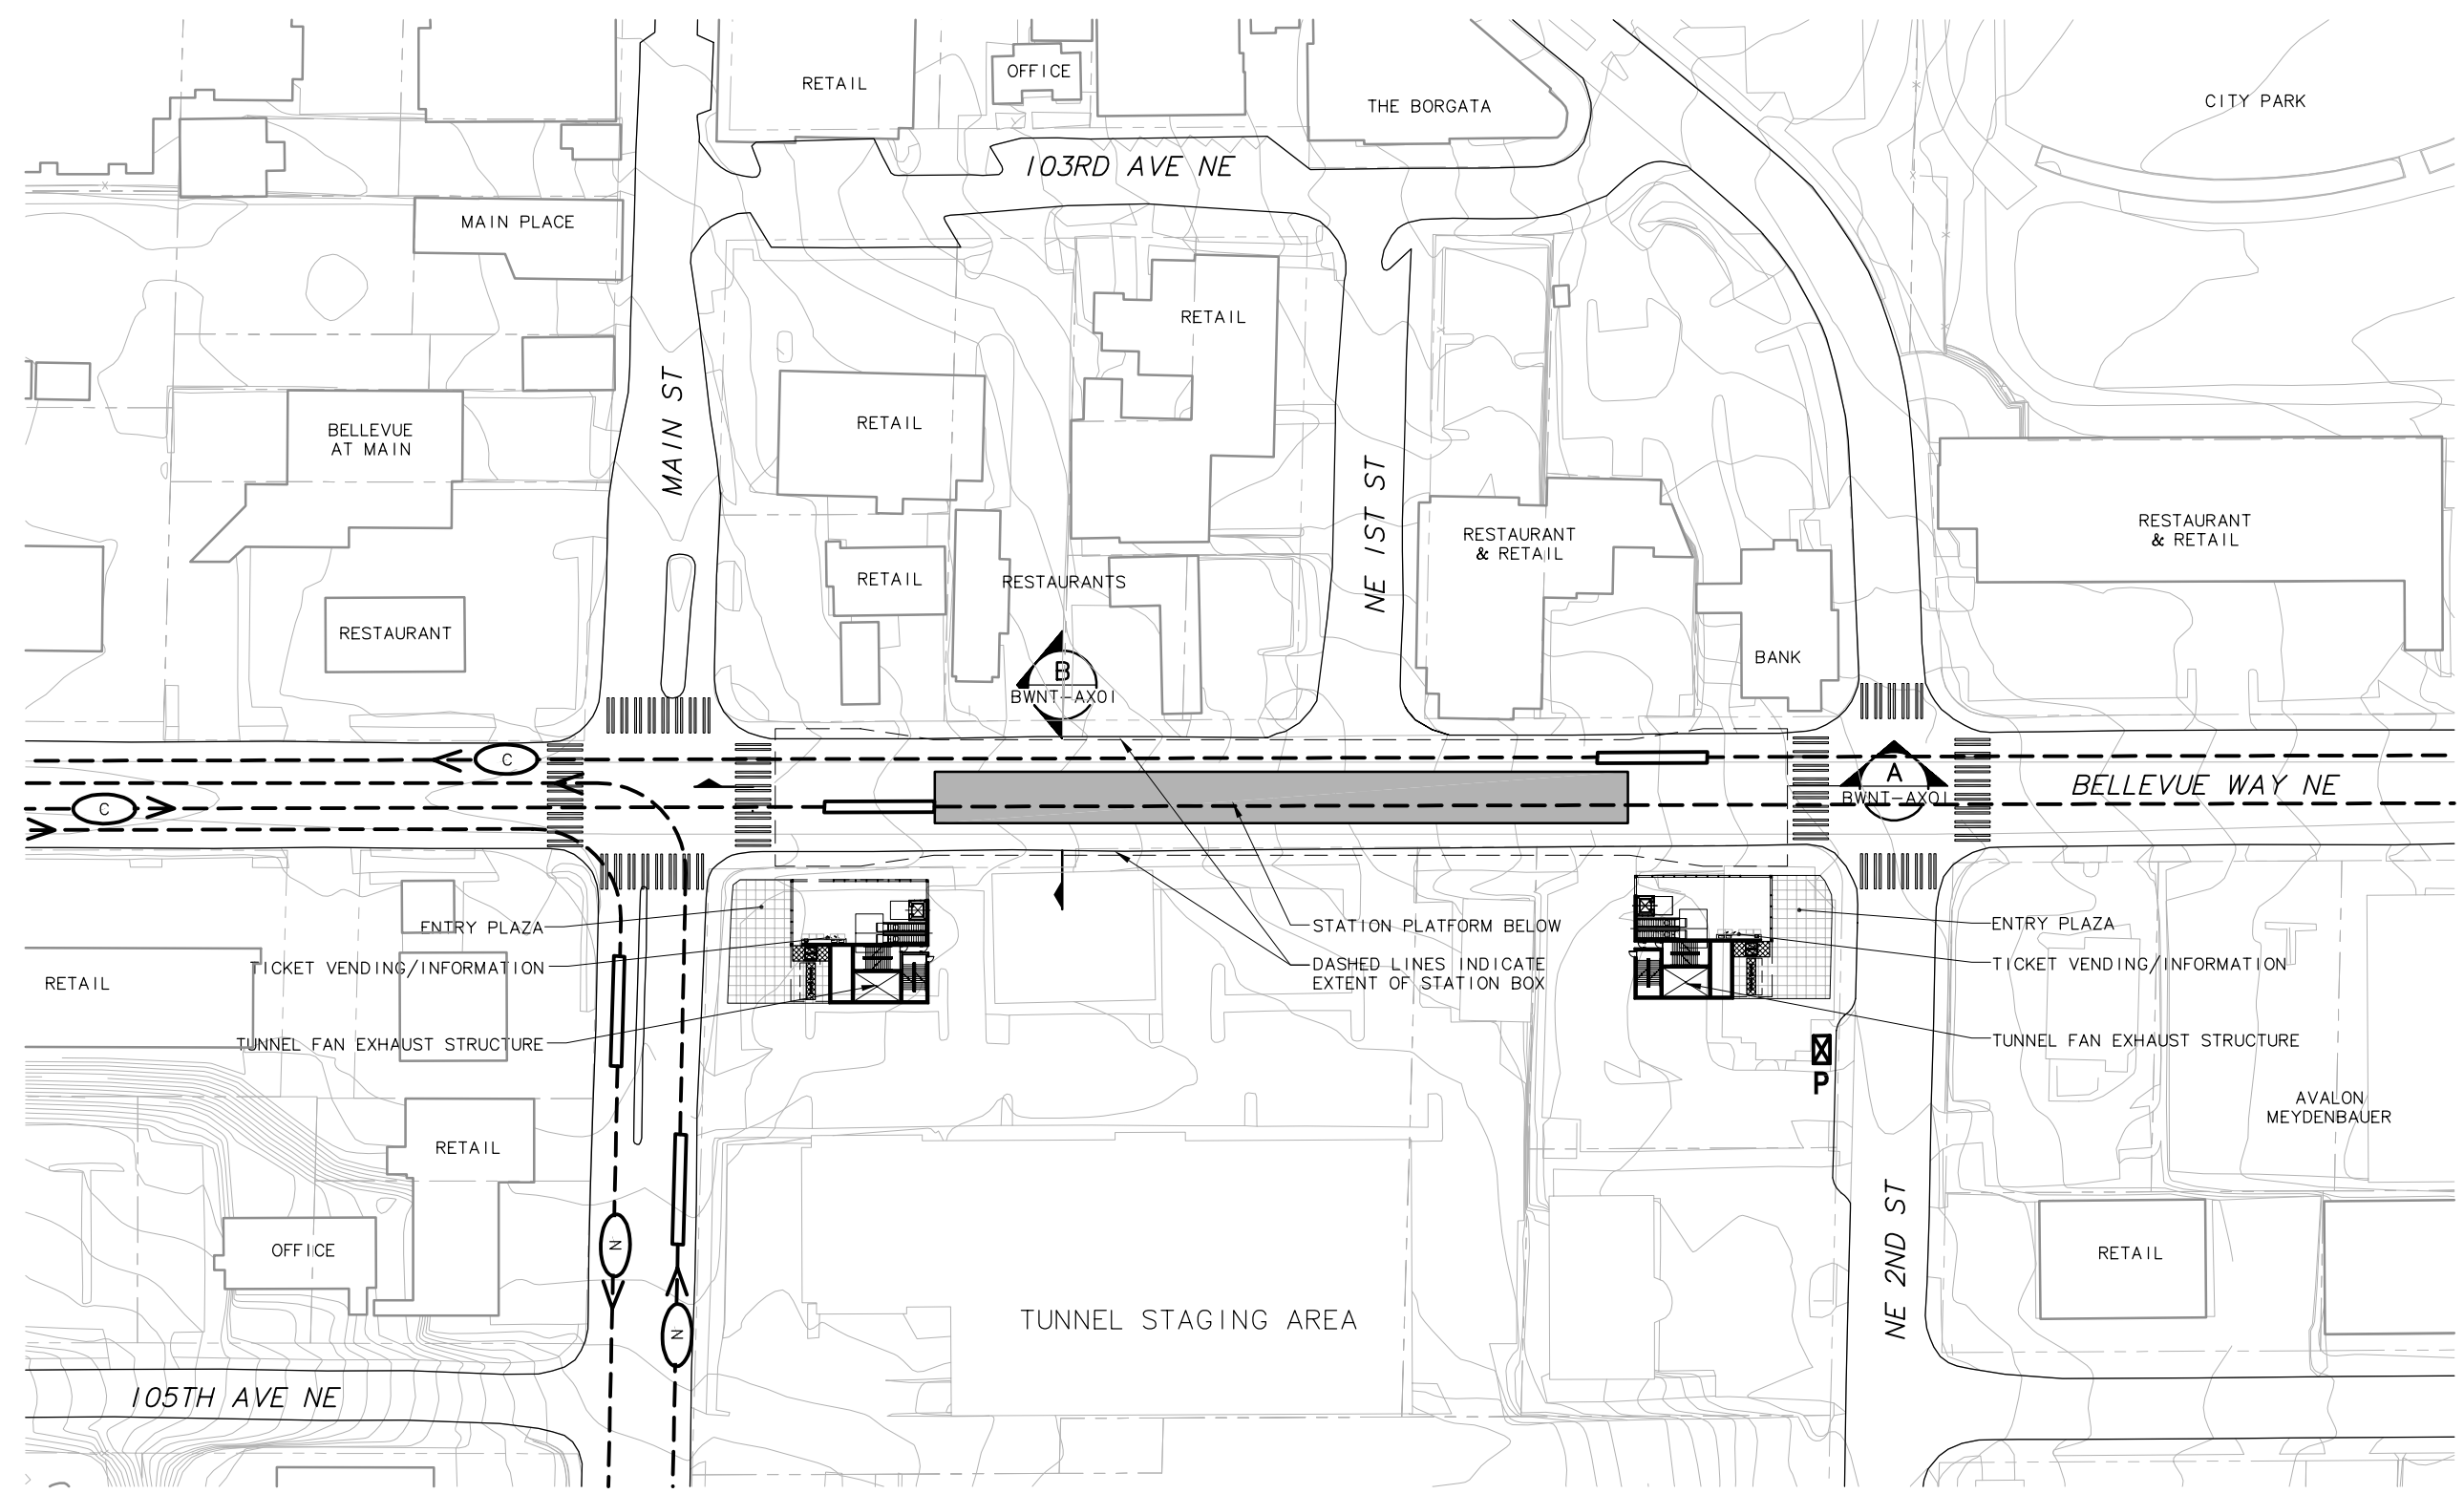 RETAIL
OFFICE
THE BORGATA
CITY PARK
103RD AVE NE
MAIN PLACE
RETAIL
MAIN ST
BELLEVUE
AT MAIN
RETAIL
NE 1ST ST
RESTAURANT
& RETAIL
RESTAURANT
& RETAIL
RETAIL
RESTAURANTS
RESTAURANT
BANK
B
BWNT-AX01
C
A
BWNT-AX01
BELLEVUE WAY NE
C
ENTRY PLAZA
STATION PLATFORM BELOW
ENTRY PLAZA
TICKET VENDING/INFORMATION
DASHED LINES INDICATE
EXTENT OF STATION BOX
TICKET VENDING/INFORMATION
RETAIL
TUNNEL FAN EXHAUST STRUCTURE
TUNNEL FAN EXHAUST STRUCTURE
P
AVALON
MEYDENBAUER
RETAIL
OFFICE
N
NE 2ND ST
RETAIL
TUNNEL STAGING AREA
N
105TH AVE NE